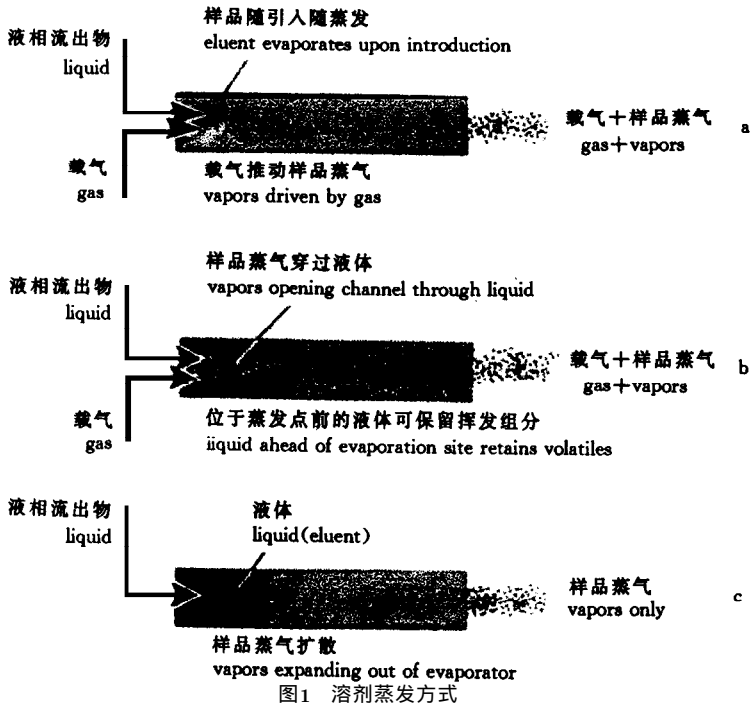 样品随引入随蒸发
eluent evaporates upon introduction
液相流出物
liquid
载气+样品蒸气
gas+vapors
a
载气
gas
载气推动样品蒸气
vapors driven by gas
样品蒸气穿过液体
vapors opening channel through liquid
液相流出物
liquid
载气+样品蒸气
gas+vapors
b
载气
gas
位于蒸发点前的液体可保留挥发组分
iiquid ahead of evaporation site retains volatiles
液相流出物
liquid
液体
liquid(eluent)
样品蒸气
vapors only
c
样品蒸气扩散
vapors expanding out of evaporator
图1 溶剂蒸发方式